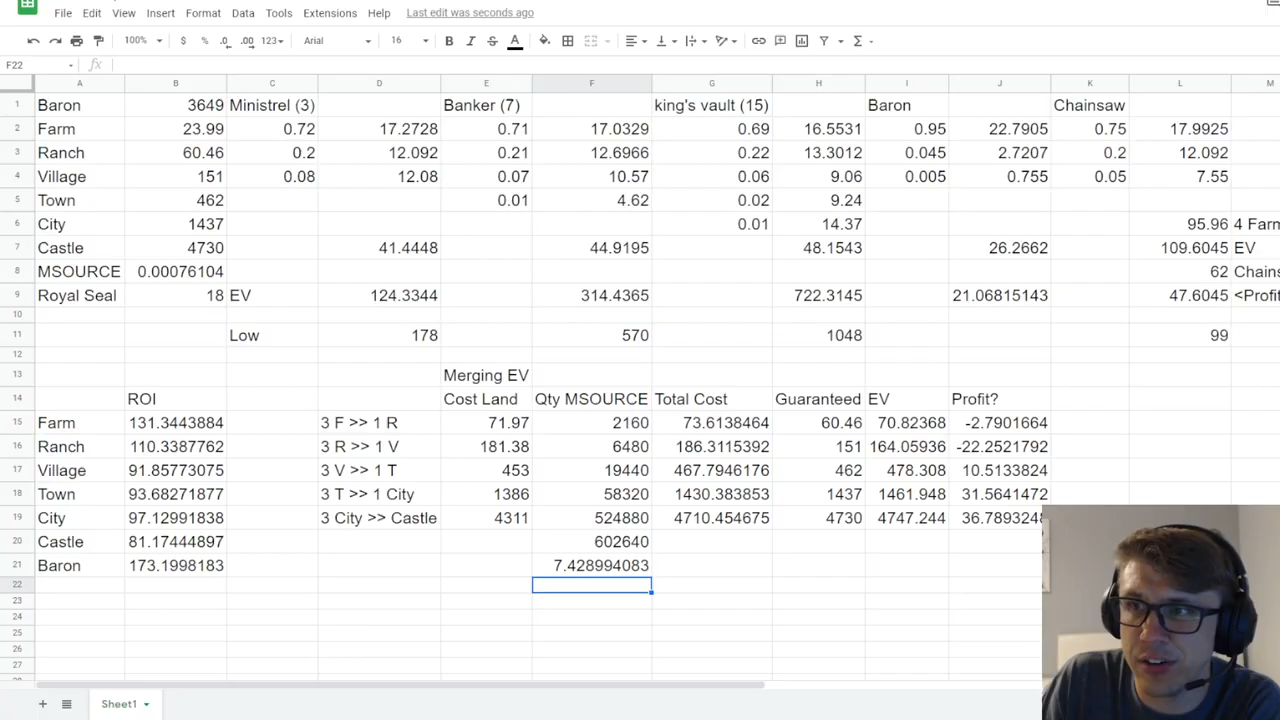 File Edit View Insert Format Data Tools Extensions Help Last edit was seconds ago
100% $ % .0 .00 123 Arial 16 B I S A
F22 fx
A B C D E F G H I J K L M
1 Baron 3649 Ministrel (3) Banker (7) king's vault (15) Baron Chainsaw
2 Farm 23.99 0.72 17.2728 0.71 17.0329 0.69 16.5531 0.95 22.7905 0.75 17.9925
3 Ranch 60.46 0.2 12.092 0.21 12.6966 0.22 13.3012 0.045 2.7207 0.2 12.092
4 Village 151 0.08 12.08 0.07 10.57 0.06 9.06 0.005 0.755 0.05 7.55
5 Town 462 0.01 4.62 0.02 9.24
6 City 1437 0.01 14.37 95.96 4 Farm
7 Castle 4730 41.4448 44.9195 48.1543 26.2662 109.6045 EV
8 MSOURCE 0.00076104 62 Chains
9 Royal Seal 18 EV 124.3344 314.4365 722.3145 21.06815143 47.6045 <Profit
10
11 Low 178 570 1048 99
12
13 Merging EV
14 ROI Cost Land Qty MSOURCE Total Cost Guaranteed EV Profit?
15 Farm 131.3443884 3 F >> 1 R 71.97 2160 73.6138464 60.46 70.82368 -2.7901664
16 Ranch 110.3387762 3 R >> 1 V 181.38 6480 186.3115392 151 164.05936 -22.2521792
17 Village 91.85773075 3 V >> 1 T 453 19440 467.7946176 462 478.308 10.5133824
18 Town 93.68271877 3 T >> 1 City 1386 58320 1430.383853 1437 1461.948 31.5641472
19 City 97.12991838 3 City >> Castle 4311 524880 4710.454675 4730 4747.244 36.7893248
20 Castle 81.17444897 602640
21 Baron 173.1998183 7.428994083
22
23
24
25
26
27
Sheet1